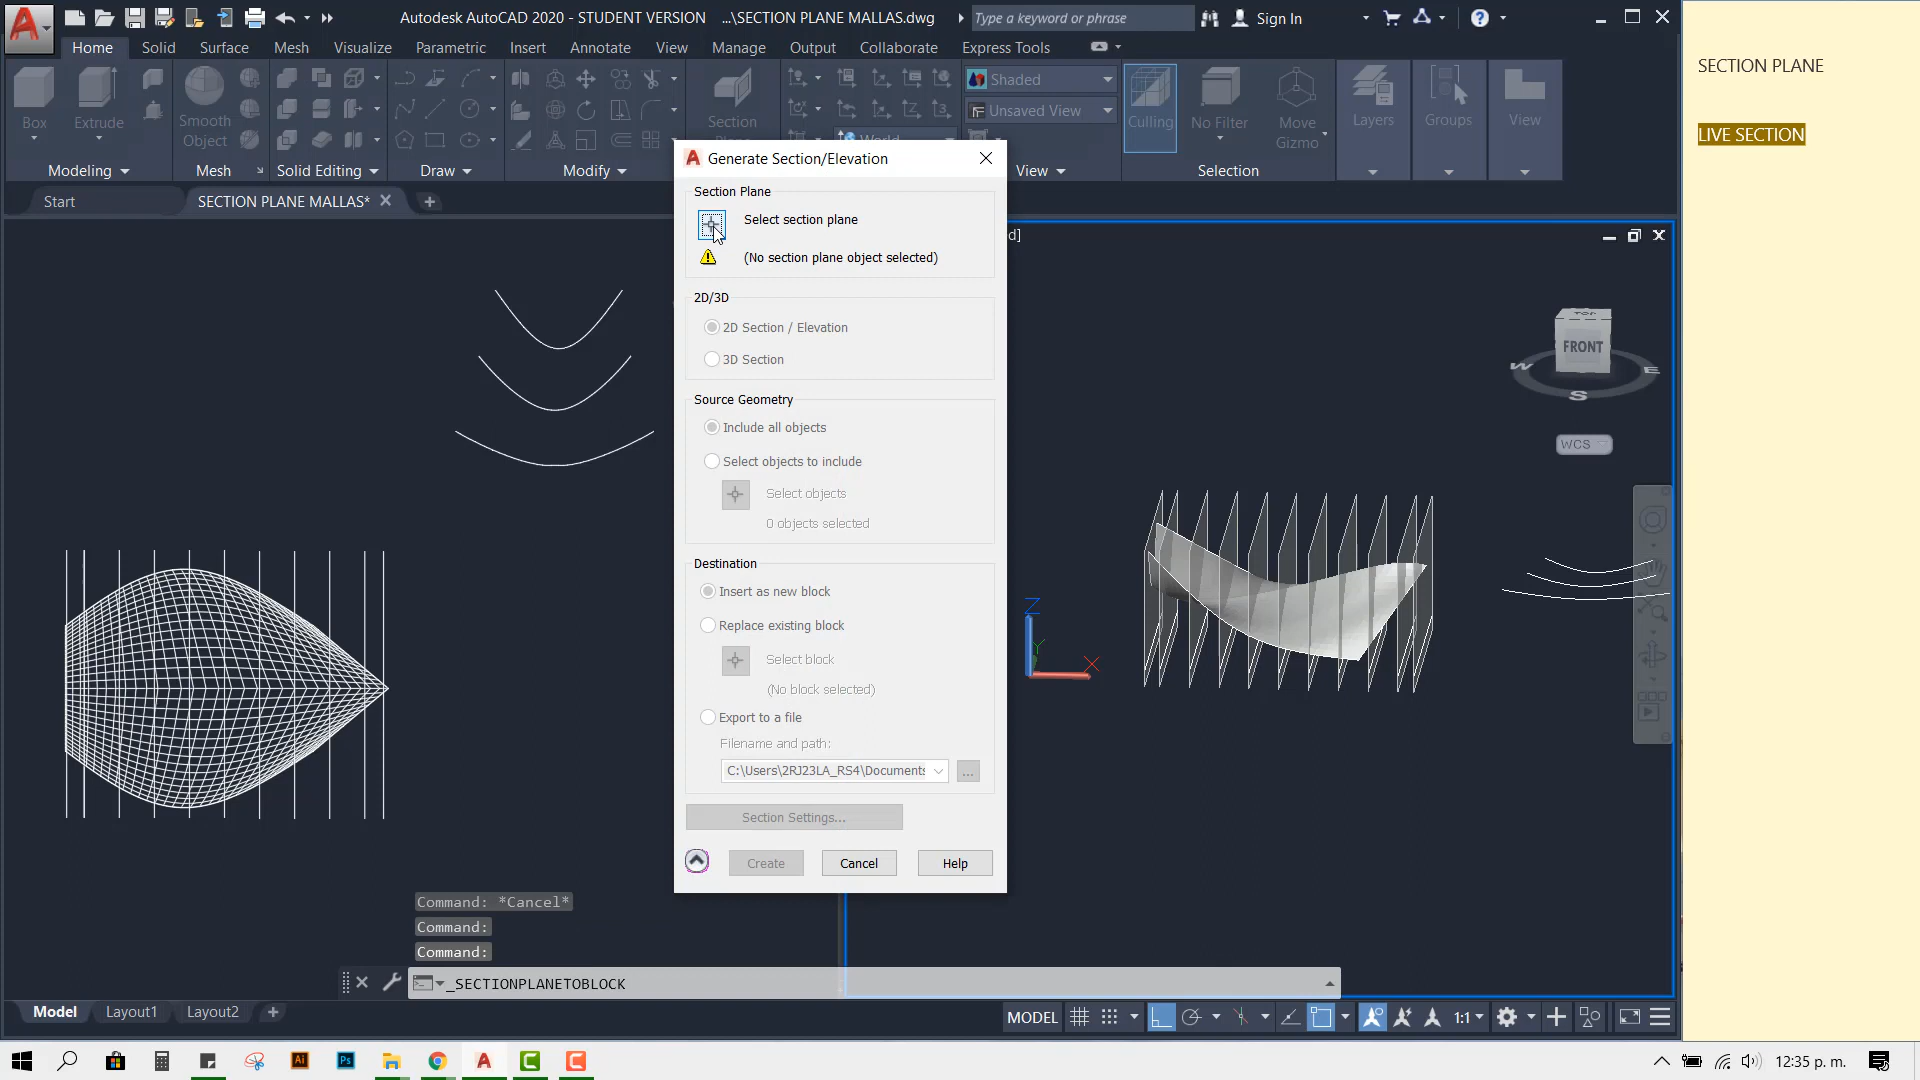 Autodesk AutoCAD 2020 - STUDENT VERSION ...\SECTION PLANE MALLAS.dwg
Type a keyword or phrase
Sign In
Home Solid Surface Mesh Visualize Parametric Insert Annotate View Manage Output Collaborate Express Tools
Box
Extrude
Smooth
Object
Section
World
Shaded
Unsaved View
Culling
No Filter
Move
Gizmo
Layers
Groups
View
Modeling
Mesh
Solid Editing
Draw
Modify
View
Selection
Start
SECTION PLANE MALLAS*
Generate Section/Elevation
Section Plane
Select section plane
(No section plane object selected)
2D/3D
2D Section / Elevation
3D Section
Source Geometry
Include all objects
Select objects to include
Select objects
0 objects selected
Destination
Insert as new block
Replace existing block
Select block
(No block selected)
Export to a file
Filename and path:
C:\Users\2RJ23LA_RS4\Documents
...
Section Settings...
Create
Cancel
Help
d]
TOP
FRONT
W
E
S
WCS
Z
Y
X
Command: *Cancel*
Command:
Command:
_SECTIONPLANETOBLOCK
Model
Layout1
Layout2
MODEL
1:1
12:35 p. m.
SECTION PLANE
LIVE SECTION